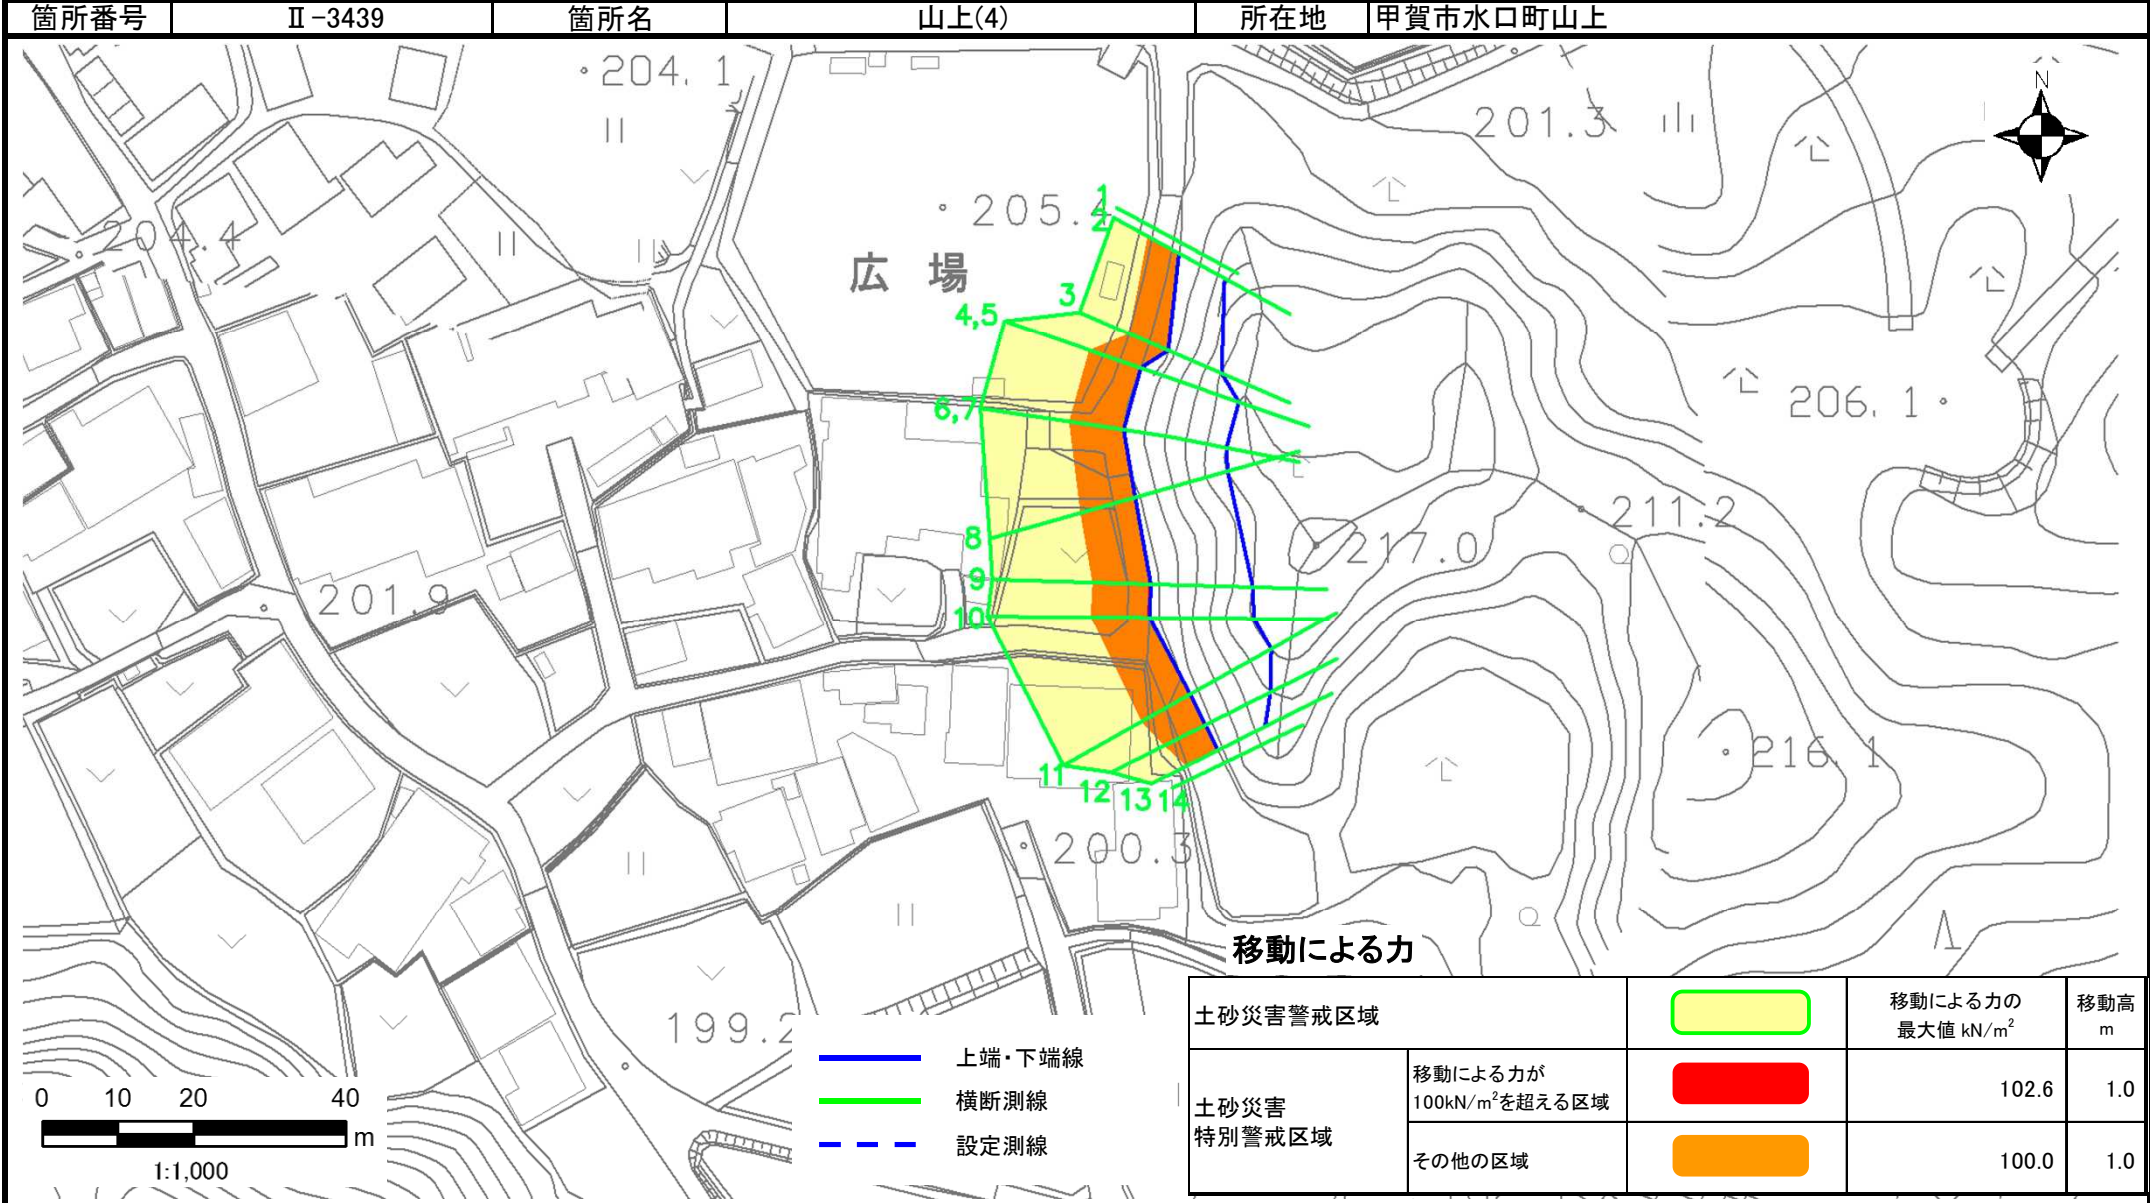 箇所番号 Ⅱ-3439 箇所名 山上(4) 所在地 甲賀市水口町山上
204.1
N
201.3
205.4
1
2
204.4
広 場
3
4,5
6,7
206.1
211.2
8
217.0
9
201.9
10
216.1
11
12
13
14
200.3
移動による力
199.2
土砂災害警戒区域
移動による力の
最大値 kN/m²
移動高
m
上端・下端線
横断測線
設定測線
土砂災害
特別警戒区域
移動による力が
100kN/m²を超える区域
102.6 1.0
その他の区域
100.0 1.0
0 10 20 40
m
1:1,000